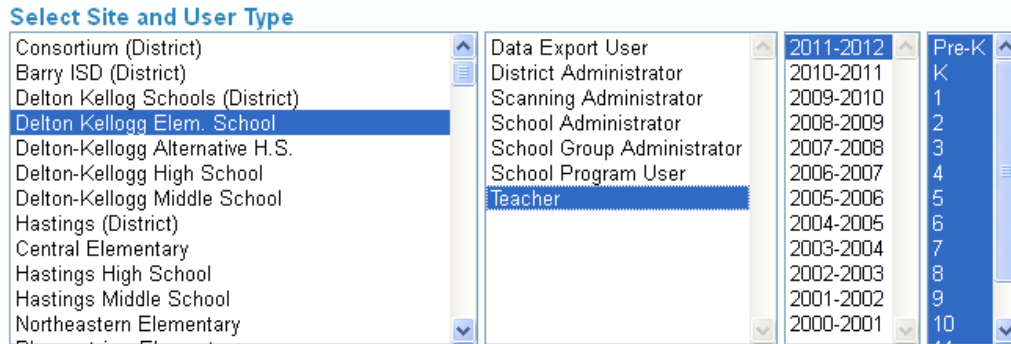 Select Site and User Type
Consortium (District)
Barry ISD (District)
Delton Kellog Schools (District)
Delton Kellogg Elem. School
Delton-Kellogg Alternative H.S.
Delton-Kellogg High School
Delton-Kellogg Middle School
Hastings (District)
Central Elementary
Hastings High School
Hastings Middle School
Northeastern Elementary
Data Export User
District Administrator
Scanning Administrator
School Administrator
School Group Administrator
School Program User
Teacher
2011-2012
2010-2011
2009-2010
2008-2009
2007-2008
2006-2007
2005-2006
2004-2005
2003-2004
2002-2003
2001-2002
2000-2001
Pre-K
K
1
2
3
4
5
6
7
8
9
10